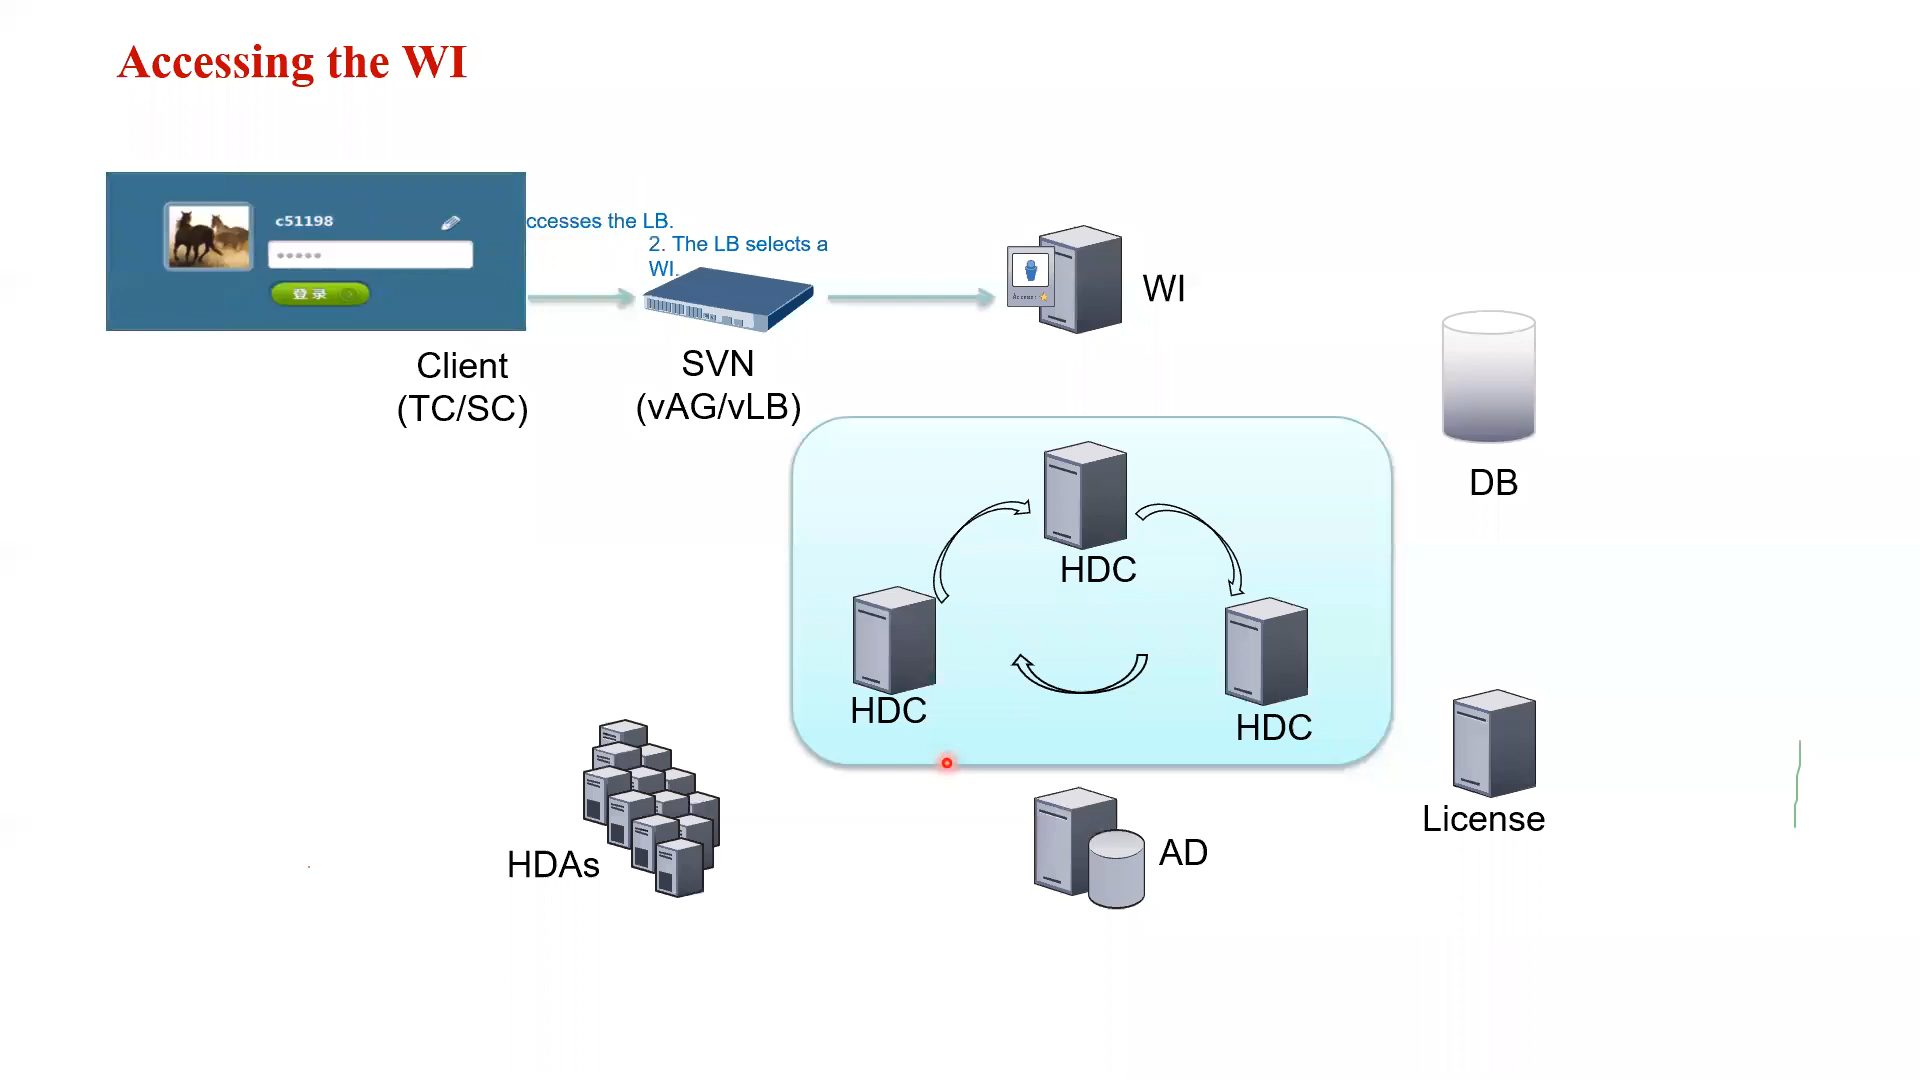 Accessing the WI
c51198
登录
ccesses the LB.
2. The LB selects a
WI.
WI
Client
(TC/SC)
SVN
(vAG/vLB)
DB
HDC
HDC
HDC
License
HDAs
AD